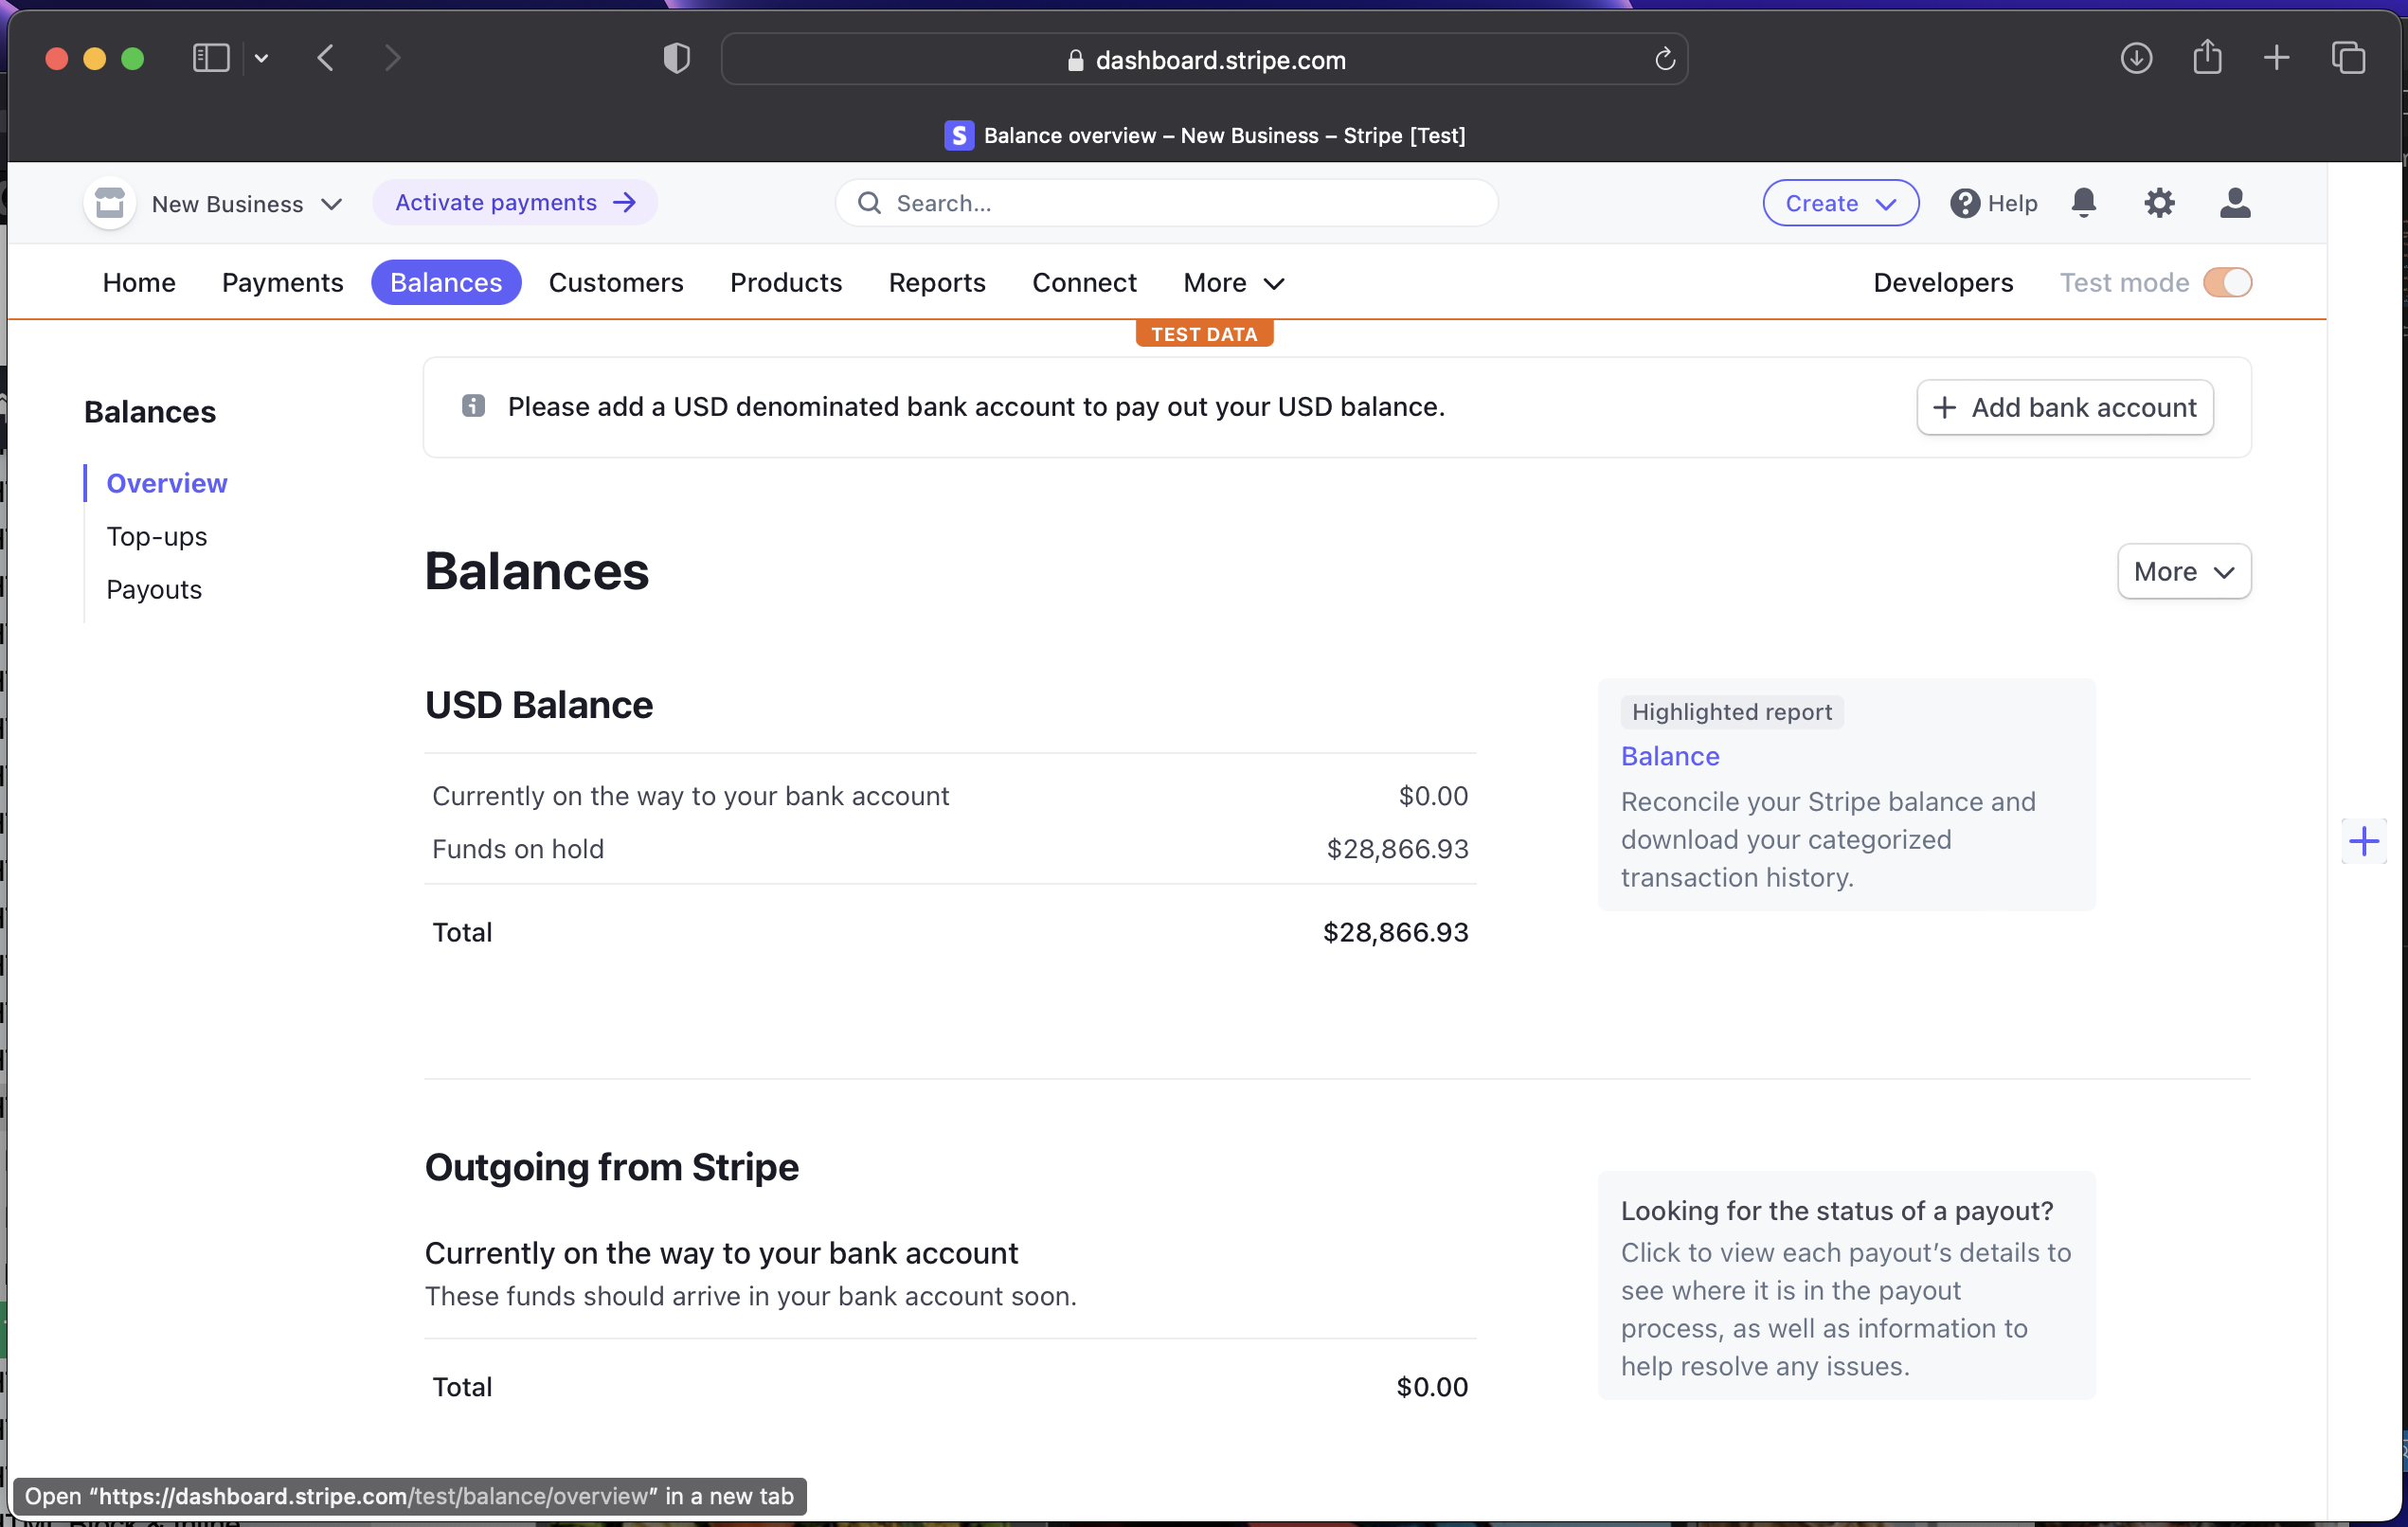 dashboard.stripe.com
Balance overview – New Business – Stripe [Test]
New Business
Activate payments
Search...
Create
Help
Home
Payments
Balances
Customers
Products
Reports
Connect
More
Developers
Test mode
TEST DATA
Balances
Overview
Top-ups
Payouts
Please add a USD denominated bank account to pay out your USD balance.
Add bank account
Balances
More
USD Balance
Currently on the way to your bank account $0.00
Funds on hold $28,866.93
Total $28,866.93
Highlighted report
Balance
Reconcile your Stripe balance and
download your categorized
transaction history.
Outgoing from Stripe
Currently on the way to your bank account
These funds should arrive in your bank account soon.
Total $0.00
Looking for the status of a payout?
Click to view each payout’s details to
see where it is in the payout
process, as well as information to
help resolve any issues.
Open “https://dashboard.stripe.com/test/balance/overview” in a new tab